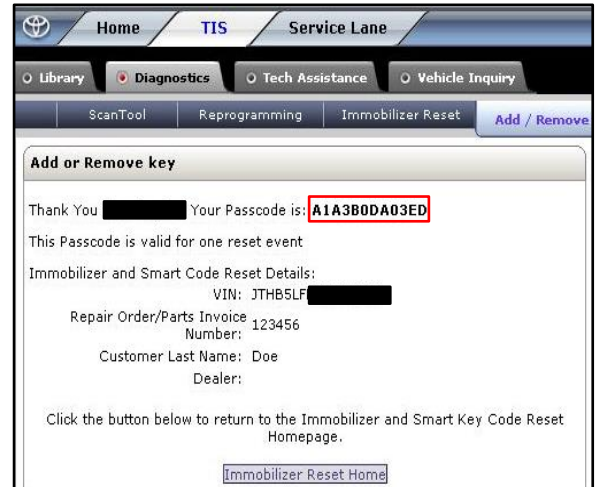 Home TIS Service Lane
Library Diagnostics Tech Assistance Vehicle Inquiry
ScanTool Reprogramming Immobilizer Reset Add / Remove
Add or Remove key
Thank You Your Passcode is: A1A3B0DA03ED
This Passcode is valid for one reset event
Immobilizer and Smart Code Reset Details:
VIN: JTHB5LF
Repair Order/Parts Invoice Number: 123456
Customer Last Name: Doe
Dealer:
Click the button below to return to the Immobilizer and Smart Key Code Reset
Homepage.
Immobilizer Reset Home